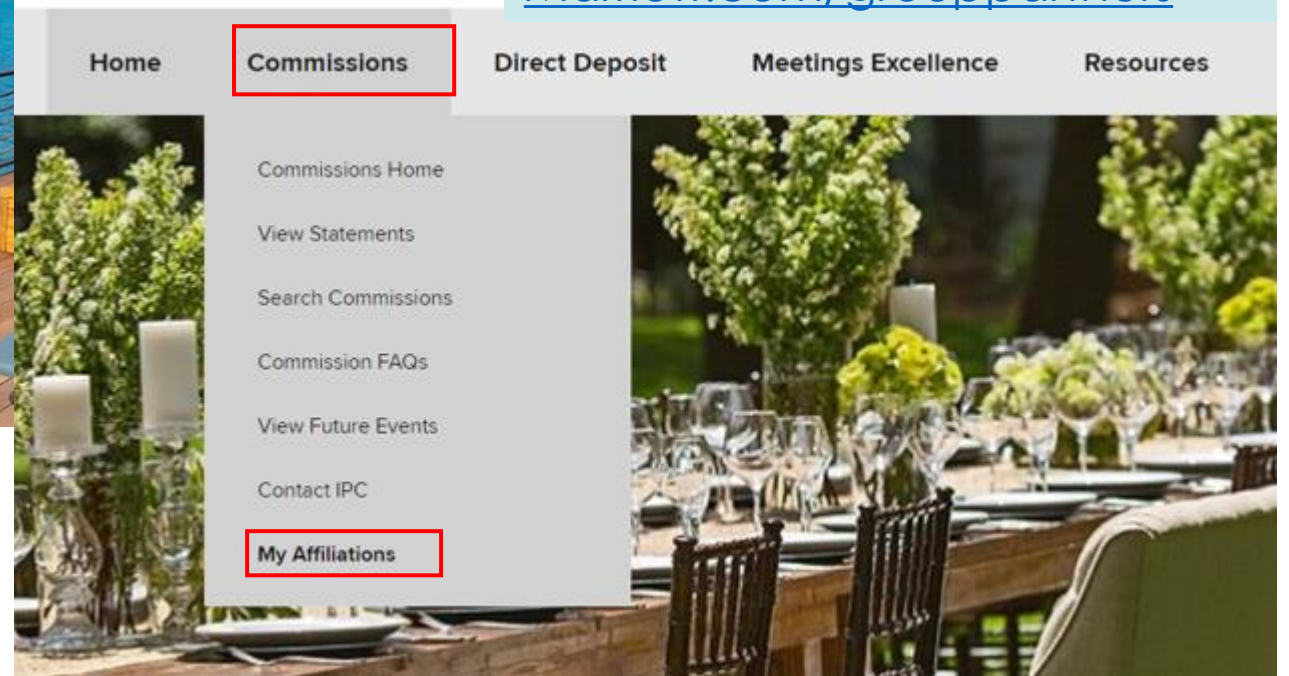 Home Commissions Direct Deposit Meetings Excellence Resources
Commissions Home
View Statements
Search Commissions
Commission FAQs
View Future Events
Contact IPC
My Affiliations